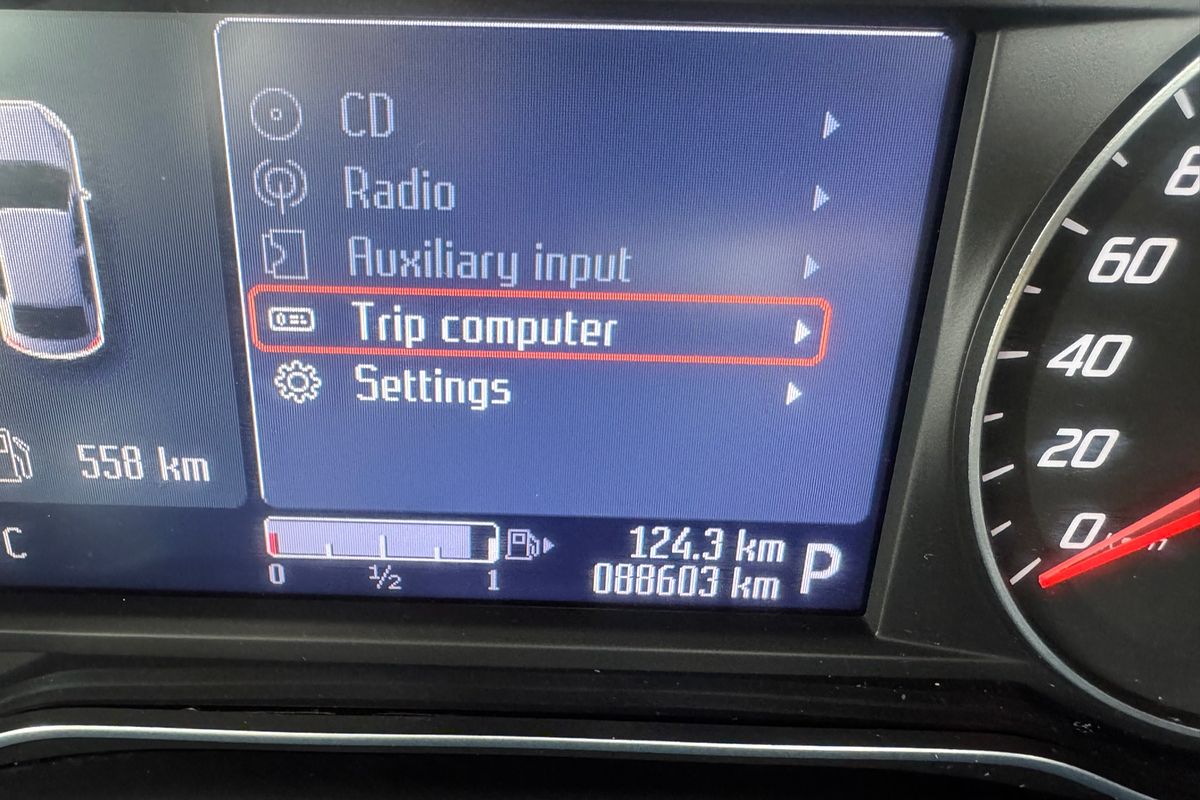 CD
Radio
Auxiliary input
Trip computer
Settings
558 km
C
0 1/2 1
124.3 km
088603 km
P
8
60
40
20
0